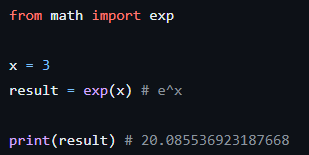 from math import exp
x = 3
result = exp(x) # e^x
print(result) # 20.085536923187668